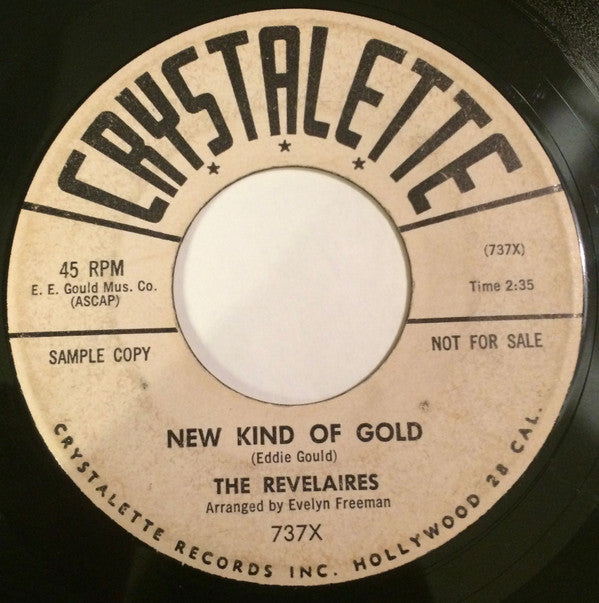 CRYSTALETTE
45 RPM
E. E. Gould Mus. Co.
(ASCAP)
(737X)
Time 2:35
SAMPLE COPY
NOT FOR SALE
NEW KIND OF GOLD
(Eddie Gould)
THE REVELAIRES
Arranged by Evelyn Freeman
737X
CRYSTALETTE RECORDS INC. HOLLYWOOD 28 CAL.